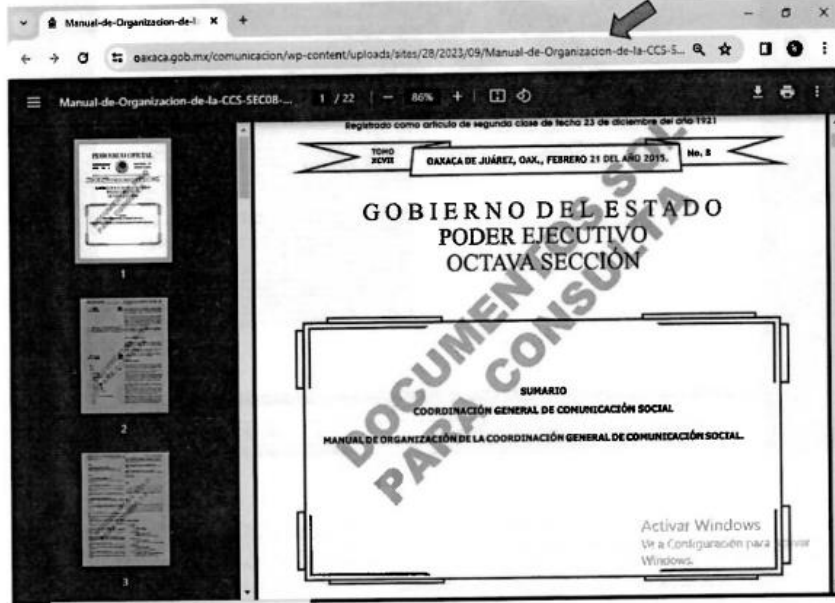 Manual-de-Organizacion-de-l
oaxaca.gob.mx/comunicacion/wp-content/uploads/sites/28/2023/09/Manual-de-Organizacion-de-la-CCS-S...
Manual-de-Organizacion-de-la-CCS-SEC08-...
1 / 22
86%
Registrado como artículo de segunda clase de fecha 23 de diciembre del año 1921
TOMO
XCVII
OAXACA DE JUÁREZ, OAX., FEBRERO 21 DEL AÑO 2015.
No. 8
GOBIERNO DEL ESTADO
PODER EJECUTIVO
OCTAVA SECCIÓN
DOCUMENTOS SOL
PARA CONSULTA
SUMARIO
COORDINACIÓN GENERAL DE COMUNICACIÓN SOCIAL
MANUAL DE ORGANIZACIÓN DE LA COORDINACIÓN GENERAL DE COMUNICACIÓN SOCIAL.
PERIODICO OFICIAL
1
2
3
Activar Windows
Ve a Configuración para activar
Windows.